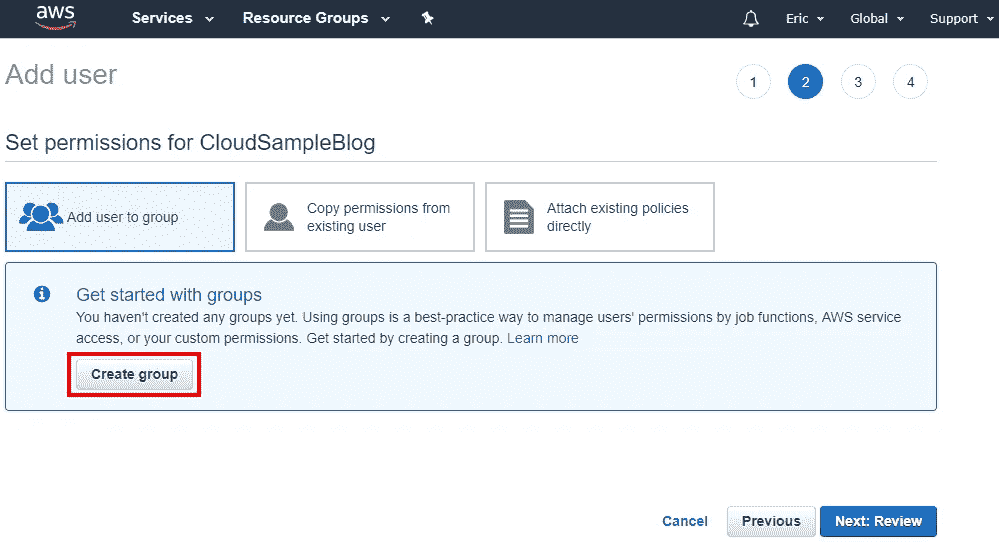 aws Services Resource Groups Eric Global Support
Add user
1 2 3 4
Set permissions for CloudSampleBlog
Add user to group
Copy permissions from
existing user
Attach existing policies
directly
Get started with groups
You haven't created any groups yet. Using groups is a best-practice way to manage users' permissions by job functions, AWS service
access, or your custom permissions. Get started by creating a group. Learn more
Create group
Cancel Previous Next: Review